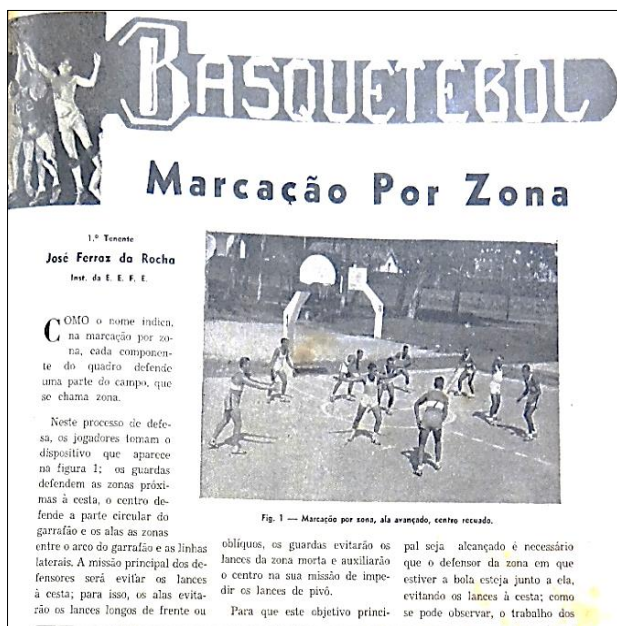 BASQUETEBOL
Marcação Por Zona
1.º Tenente
José Ferraz da Rocha
Inst. da E. E. F. E.
COMO o nome indica,
na marcação por zo-
na, cada componen-
te do quadro defende
uma parte do campo, que
se chama zona.
Neste processo de defe-
sa, os jogadores tomam o
dispositivo que aparece
na figura 1; os guardas
defendem as zonas próxi-
mas à cesta, o centro de-
fende a parte circular do
garrafão e os alas as zonas
entre o arco do garrafão e as linhas
laterais. A missão principal dos de-
fensores será evitar os lances
à cesta; para isso, os alas evita-
rão os lances longos de frente ou
Fig. 1 — Marcação por zona, ala avançado, centro recuado.
oblíquos, os guardas evitarão os
lances da zona morta e auxiliarão
o centro na sua missão de impe-
dir os lances de pivô.
Para que este objetivo princi-
pal seja alcançado é necessário
que o defensor da zona em que
estiver a bola esteja junto a ela,
evitando os lances à cesta; como
se pode observar, o trabalho dos